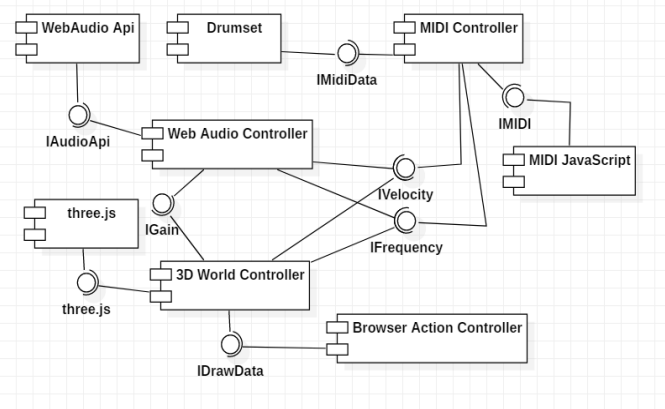 WebAudio Api
Drumset
MIDI Controller
IMidiData
IAudioApi
IMIDI
Web Audio Controller
MIDI JavaScript
IVelocity
three.js
IGain
IFrequency
3D World Controller
three.js
Browser Action Controller
IDrawData